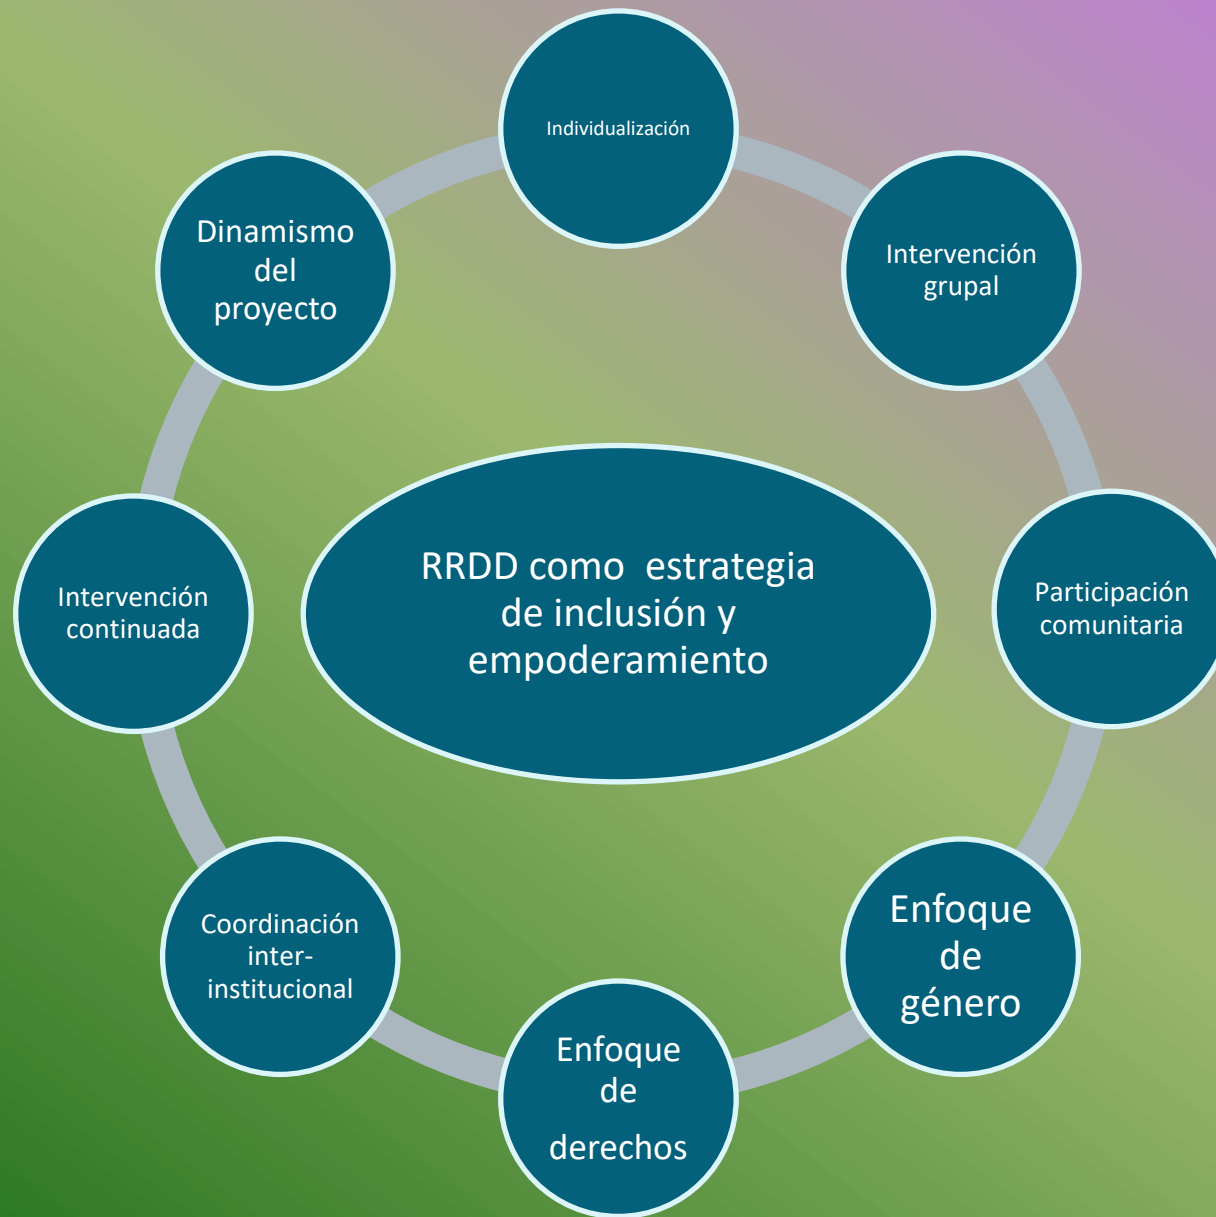 Individualización
Dinamismo
del
proyecto
Intervención
grupal
RRDD como  estrategia
de inclusión y
empoderamiento
Intervención
continuada
Participación
comunitaria
Coordinación
inter-
institucional
Enfoque
de
género
Enfoque
de
derechos